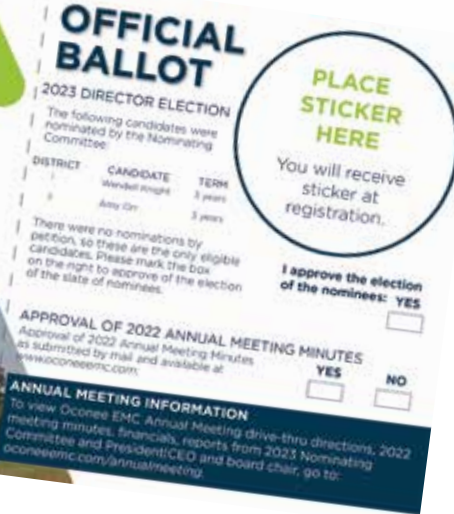 OFFICIAL
BALLOT
2023 DIRECTOR ELECTION
The following candidates were
nominated by the Nominating
Committee:
DISTRICT CANDIDATE TERM
Wendell Wright 3 years
3 years
There were no nominations by
petition, so these are the only eligible
candidates. Please mark the box
on the right to approve of the election
of the slate of nominees.
PLACE
STICKER
HERE
You will receive
sticker at
registration.
I approve the election
of the nominees: YES
APPROVAL OF 2022 ANNUAL MEETING MINUTES
Approval of 2022 Annual Meeting Minutes
as submitted by mail and available at
www.oconeeemc.com.
YES NO
ANNUAL MEETING INFORMATION
To view Oconee EMC Annual Meeting drive-thru directions, 2022
meeting minutes, financials, reports from 2023 Nominating
Committee and President/CEO and board chair, go to:
oconeeemc.com/annualmeeting.